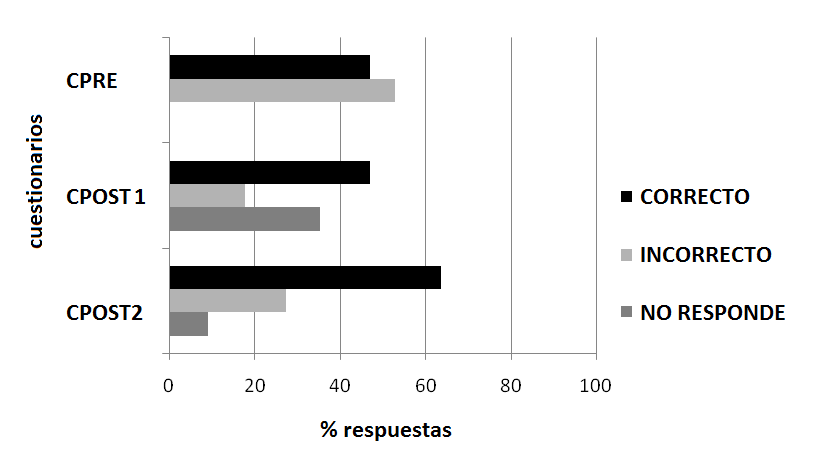 cuestionarios
CPRE
CPOST 1
CPOST2
0 20 40 60 80 100
% respuestas
CORRECTO
INCORRECTO
NO RESPONDE